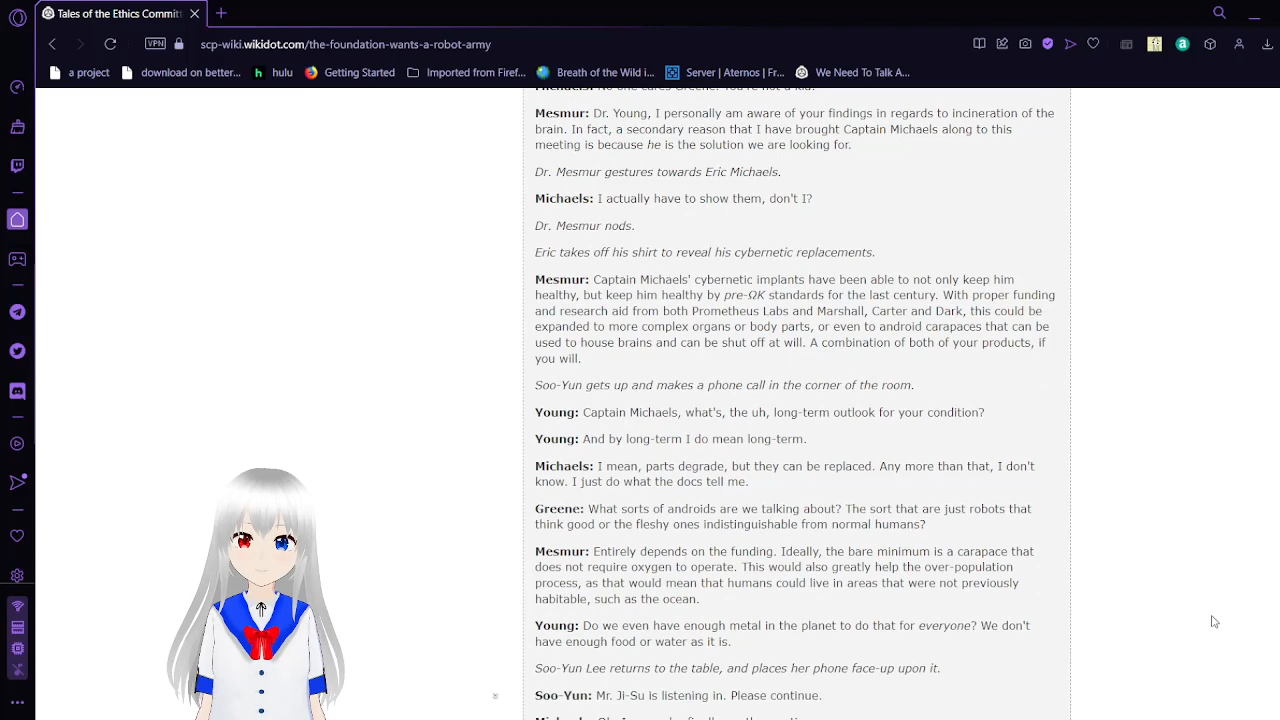 Tales of the Ethics Committ
VPN
scp-wiki.wikidot.com/the-foundation-wants-a-robot-army
a project
download on better...
h hulu
Getting Started
Imported from Firef...
Breath of the Wild i...
Server | Aternos | Fr...
We Need To Talk A...
Michaels: No one cares Greene. You're not a kid.
Mesmur: Dr. Young, I personally am aware of your findings in regards to incineration of the
brain. In fact, a secondary reason that I have brought Captain Michaels along to this
meeting is because he is the solution we are looking for.
Dr. Mesmur gestures towards Eric Michaels.
Michaels: I actually have to show them, don't I?
Dr. Mesmur nods.
Eric takes off his shirt to reveal his cybernetic replacements.
Mesmur: Captain Michaels' cybernetic implants have been able to not only keep him
healthy, but keep him healthy by pre-ΩK standards for the last century. With proper funding
and research aid from both Prometheus Labs and Marshall, Carter and Dark, this could be
expanded to more complex organs or body parts, or even to android carapaces that can be
used to house brains and can be shut off at will. A combination of both of your products, if
you will.
Soo-Yun gets up and makes a phone call in the corner of the room.
Young: Captain Michaels, what's, the uh, long-term outlook for your condition?
Young: And by long-term I do mean long-term.
Michaels: I mean, parts degrade, but they can be replaced. Any more than that, I don't
know. I just do what the docs tell me.
Greene: What sorts of androids are we talking about? The sort that are just robots that
think good or the fleshy ones indistinguishable from normal humans?
Mesmur: Entirely depends on the funding. Ideally, the bare minimum is a carapace that
does not require oxygen to operate. This would also greatly help the over-population
process, as that would mean that humans could live in areas that were not previously
habitable, such as the ocean.
Young: Do we even have enough metal in the planet to do that for everyone? We don't
have enough food or water as it is.
Soo-Yun Lee returns to the table, and places her phone face-up upon it.
Soo-Yun: Mr. Ji-Su is listening in. Please continue.